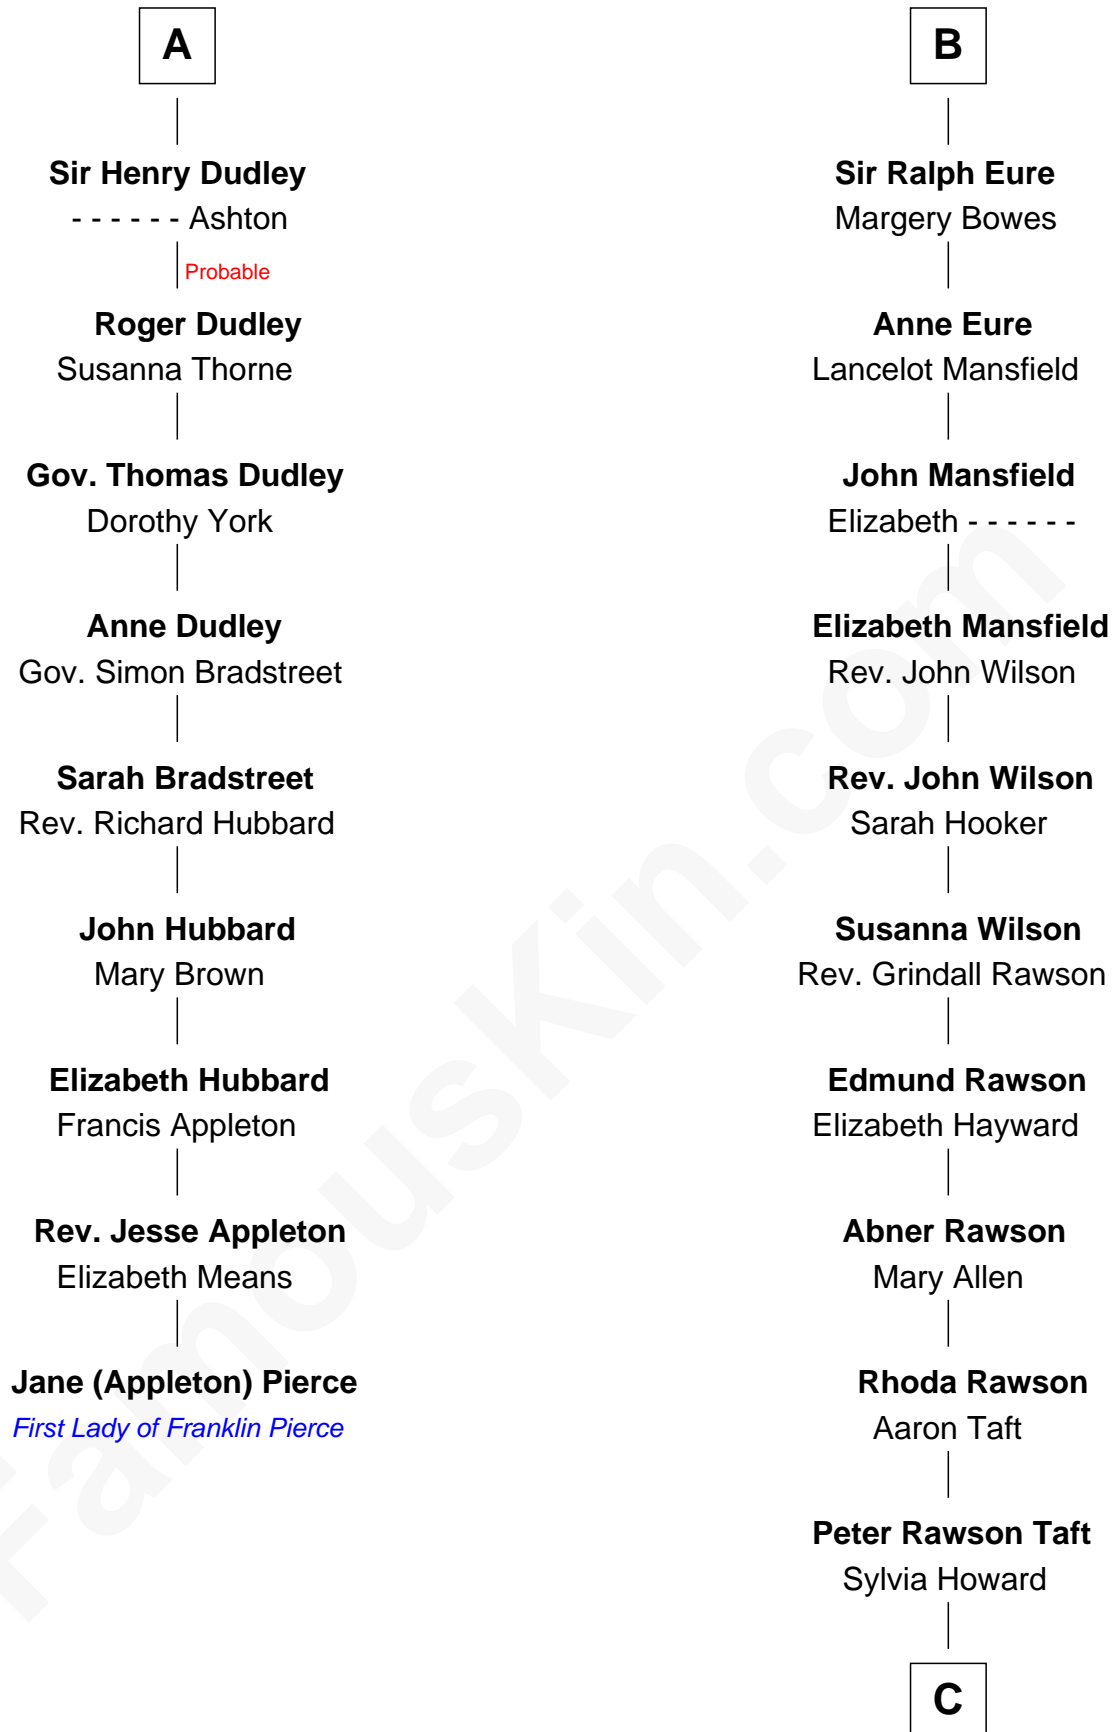 A
Sir Henry Dudley
- - - - - - Ashton
Probable
Roger Dudley
Susanna Thorne
Gov. Thomas Dudley
Dorothy York
Anne Dudley
Gov. Simon Bradstreet
Sarah Bradstreet
Rev. Richard Hubbard
John Hubbard
Mary Brown
Elizabeth Hubbard
Francis Appleton
Rev. Jesse Appleton
Elizabeth Means
Jane (Appleton) Pierce
First Lady of Franklin Pierce
B
Sir Ralph Eure
Margery Bowes
Anne Eure
Lancelot Mansfield
John Mansfield
Elizabeth - - - - - -
Elizabeth Mansfield
Rev. John Wilson
Rev. John Wilson
Sarah Hooker
Susanna Wilson
Rev. Grindall Rawson
Edmund Rawson
Elizabeth Hayward
Abner Rawson
Mary Allen
Rhoda Rawson
Aaron Taft
Peter Rawson Taft
Sylvia Howard
C
FamousKin.com